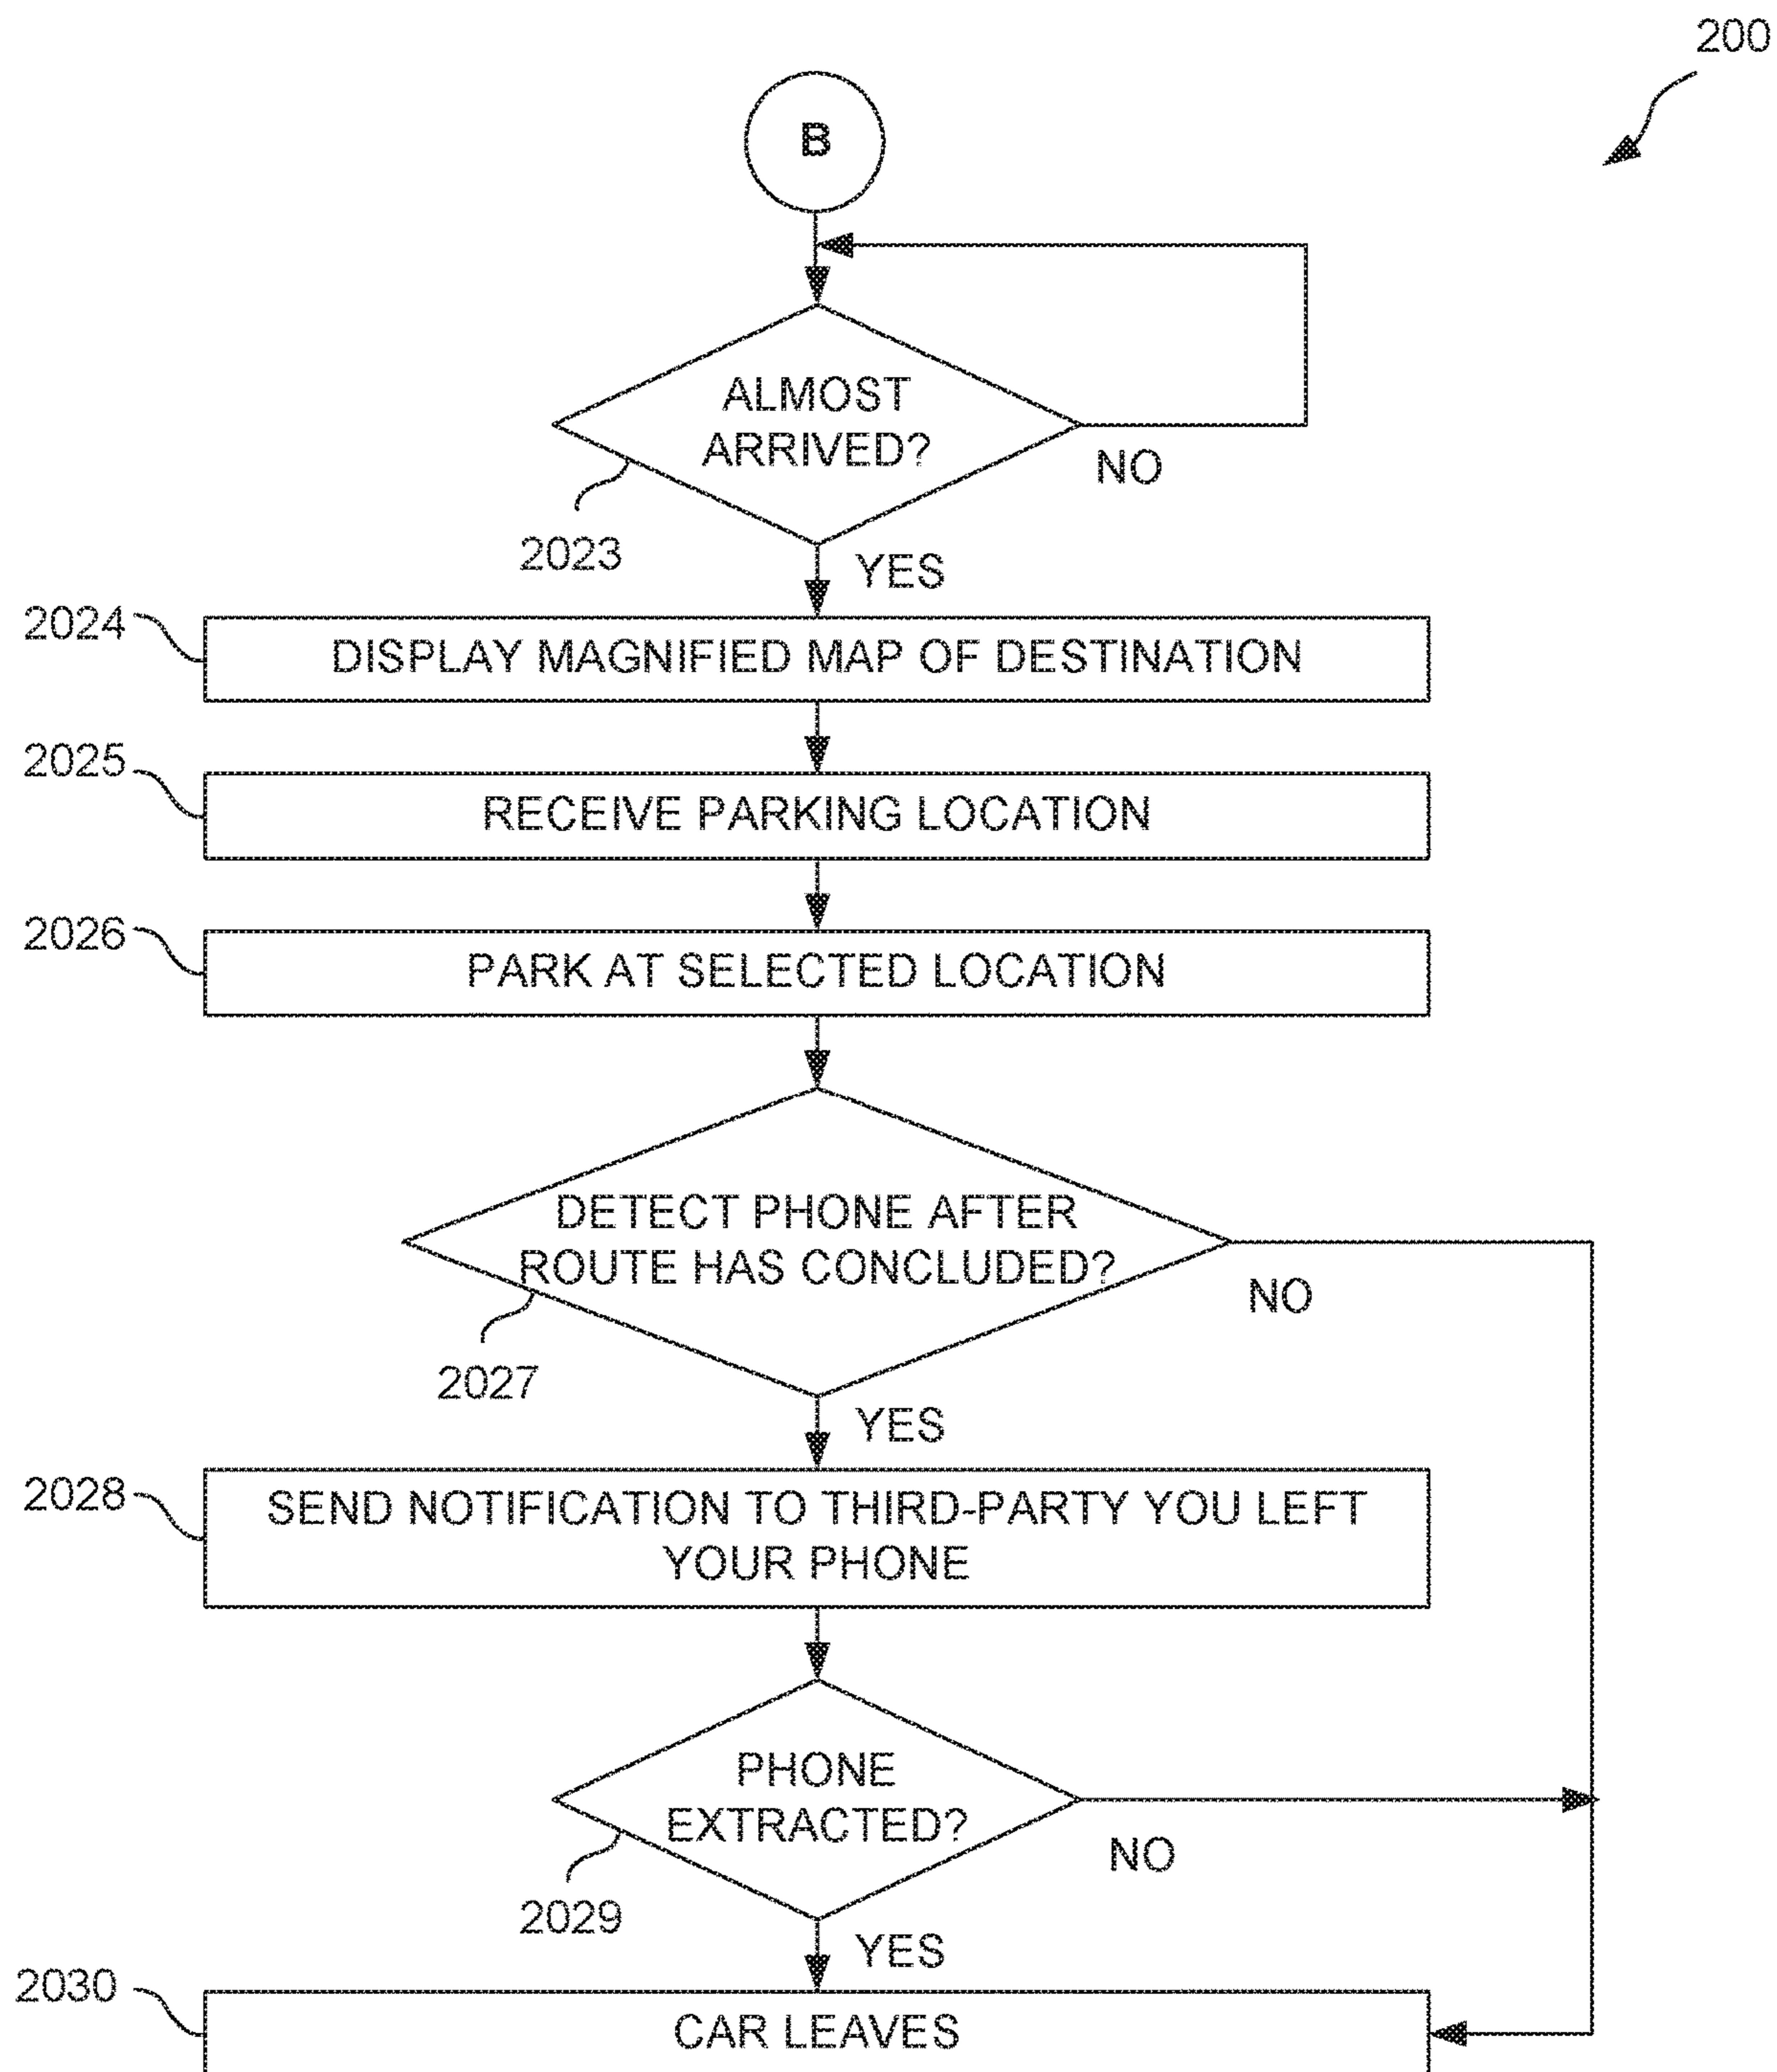 200
B
ALMOST
ARRIVED?
NO
2023
YES
2024
DISPLAY MAGNIFIED MAP OF DESTINATION
2025
RECEIVE PARKING LOCATION
2026
PARK AT SELECTED LOCATION
DETECT PHONE AFTER
ROUTE HAS CONCLUDED?
NO
2027
YES
2028
SEND NOTIFICATION TO THIRD-PARTY YOU LEFT
YOUR PHONE
PHONE
EXTRACTED?
NO
2029
YES
2030
CAR LEAVES